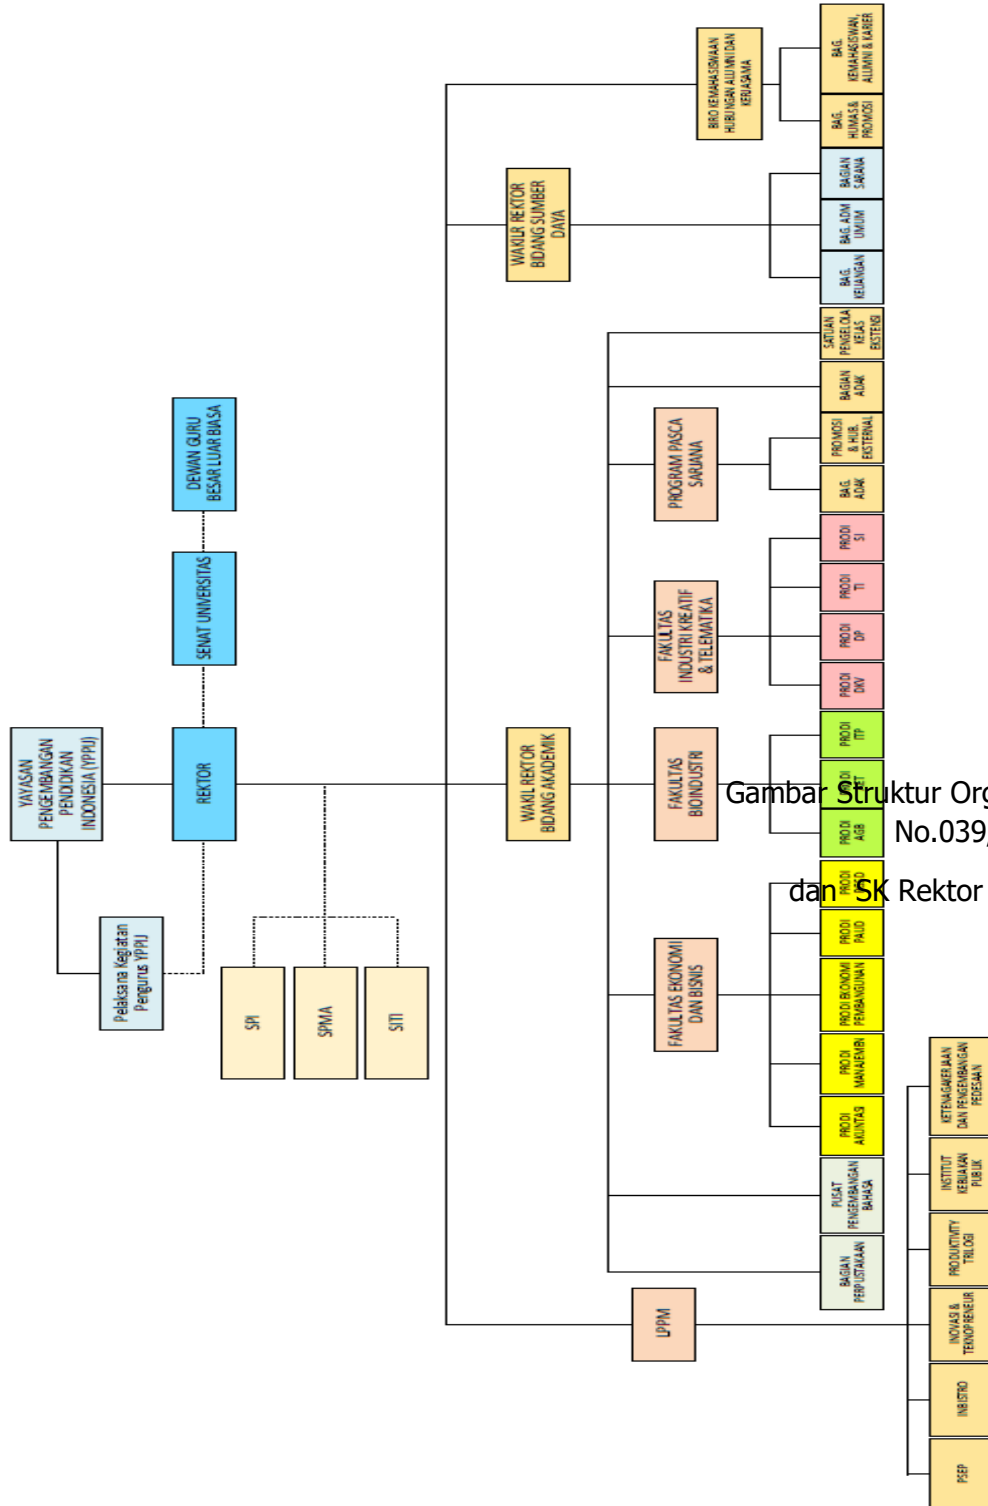 YAYASAN
PENGEMBANGAN
PENDIDIKAN
INDONESIA (YPPIJ)
Pelaksana Kegiatan
Pengurus YPPIJ
REKTOR
SENAT UNIVERSITAS
DEWAN GURU
BESAR LUAR BIASA
SPI
SPMA
SITI
LPPM
WAKIL REKTOR
BIDANG AKADEMIK
WAKILR REKTOR
BIDANG SUMBER
DAYA
BIRO KEMAHASISWAAN
HUBUNGAN ALUMNI DAN
KERJASAMA
FAKULTAS EKONOMI
DAN BISNIS
FAKULTAS
BIOINDUSTRI
FAKULTAS
INDUSTRI KREATIF
& TELEMATIKA
PROGRAM PASCA
SARJANA
BAGIAN
PERPUSTAKAAN
PUSAT
PENGEMBANGAN
BAHASA
PRODI
AKUNTASI
PRODI
MANAJEMEN
PRODI EKONOMI
PEMBANGUNAN
PRODI
PAUD
PRODI
PRODI
AGB
PRODI
ITP
PRODI
DKV
PRODI
DP
PRODI
TI
PRODI
SI
BAG.
ADAK
PROMOSI
& HUB.
EKSTERNAL
BAGIAN
ADAK
SATUAN
PENGELOLA
KELAS
EKSTENSI
BAG.
KEUANGAN
BAG. ADM
UMUM
BAGIAN
SARANA
BAG.
HUMAS &
PROMOSI
BAG.
KEMAHASISWAN,
ALUMNI & KARIER
PSEP
INBISTRO
INOVASI &
TEKNOPRENEUR
PRODUKTIVITY
TRILOGI
INSTITUT
KEBIJAKAN
PUBLIK
KETENAGAKERJAAN
DAN PENGEMBANGAN
PEDESAAN
Gambar Struktur Org
No.039,
dan SK Rektor